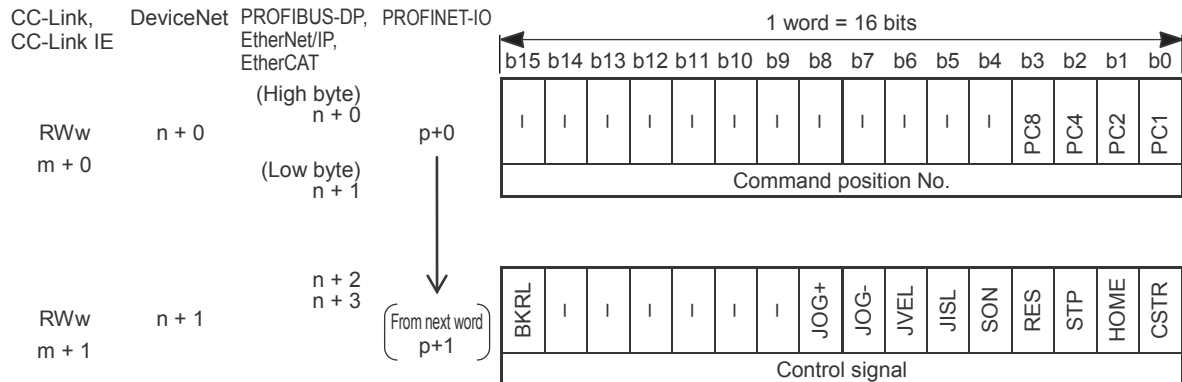 CC-Link, DeviceNet PROFIBUS-DP, PROFINET-IO
CC-Link IE EtherNet/IP,
EtherCAT
1 word = 16 bits
b15 b14 b13 b12 b11 b10 b9 b8 b7 b6 b5 b4 b3 b2 b1 b0
(High byte)
n + 0
RWw n + 0 p+0
m + 0
(Low byte)
n + 1
– – – – – – – – – – – – PC8 PC4 PC2 PC1
Command position No.
n + 2
n + 3
RWw n + 1 (From next word)
m + 1 p+1
BKRL – – – – – – JOG+ JOG- JVEL JISL SON RES STP HOME CSTR
Control signal